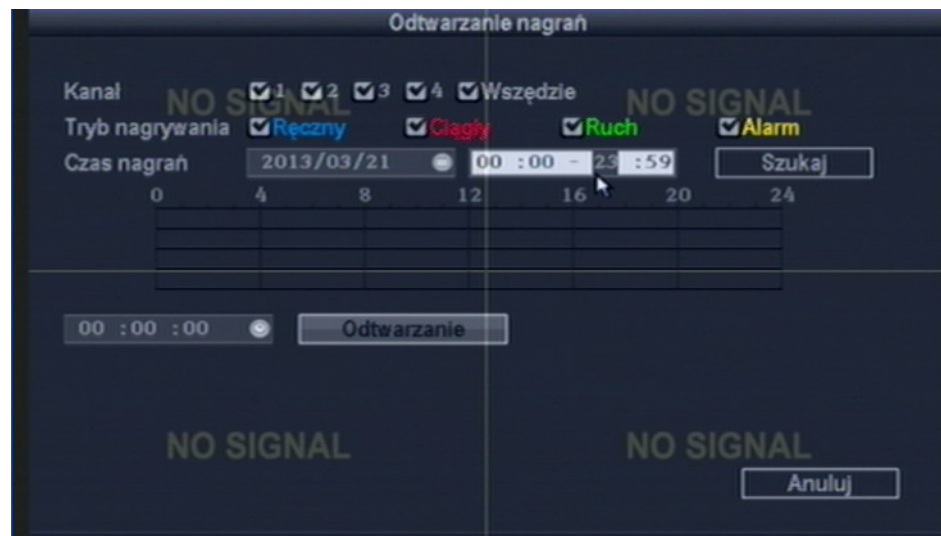 Odtwarzanie nagrań
Kanał 1 2 3 4 Wszędzie
NO SIGNAL NO SIGNAL
Tryb nagrywania Ręczny Ciągły Ruch Alarm
Czas nagrań 2013/03/21 00 :00 - 23 :59 Szukaj
0 4 8 12 16 20 24
00 :00 :00 Odtwarzanie
NO SIGNAL NO SIGNAL
Anuluj